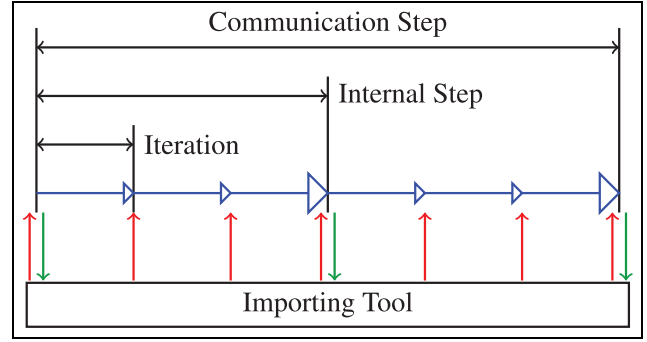 Communication Step
Internal Step
Iteration
Importing Tool